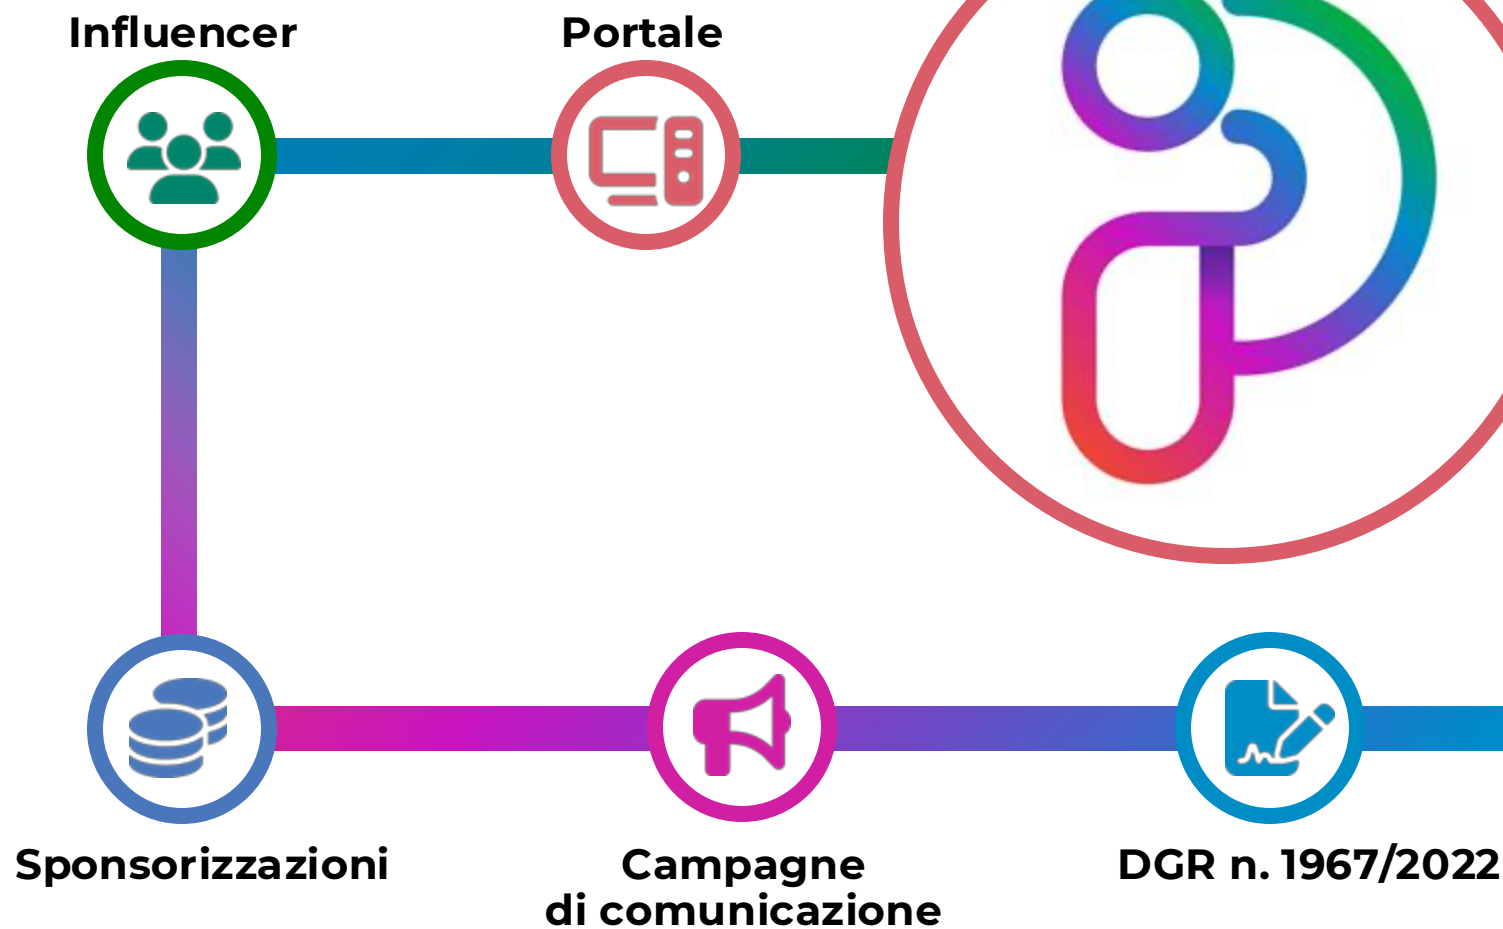 Influencer
Portale
Sponsorizzazioni
Campagne
di comunicazione
DGR n. 1967/2022